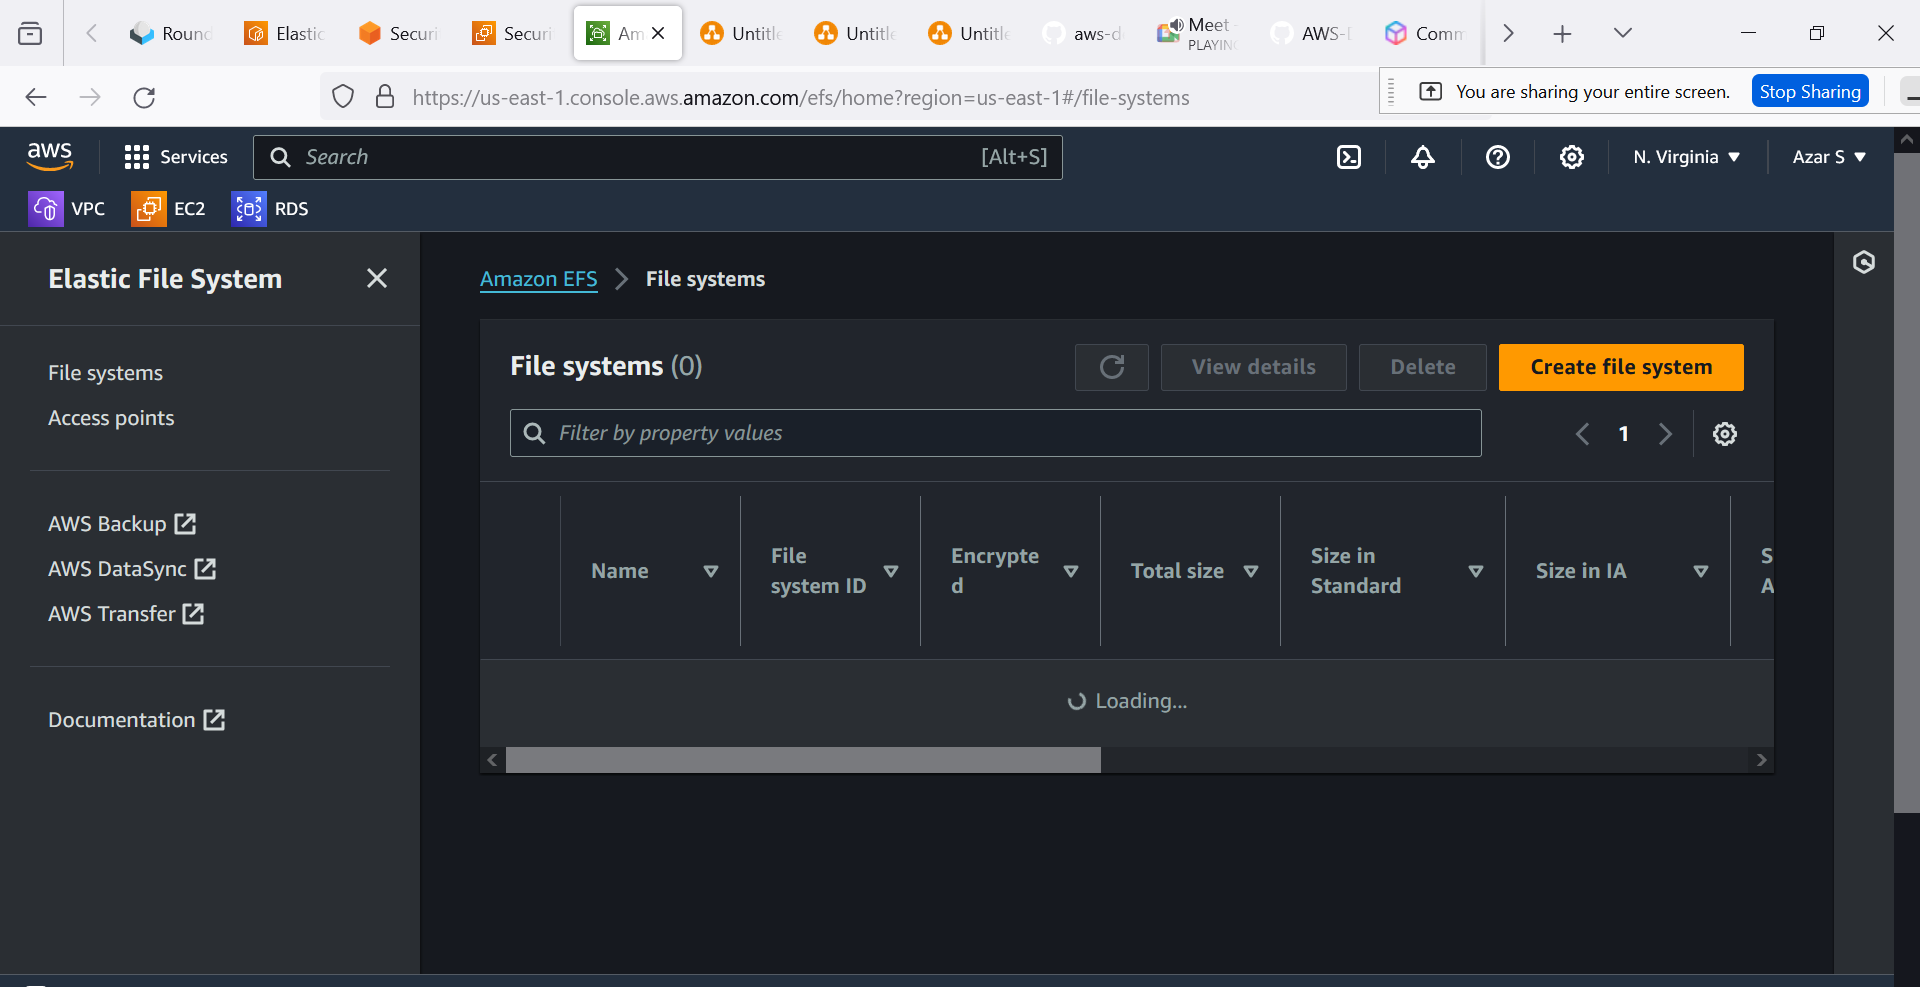 Round
Elastic
Securi
Securi
Am
Untitle
Untitle
Untitle
aws-d
Meet -
PLAYING
AWS-D
Comm
https://us-east-1.console.aws.amazon.com/efs/home?region=us-east-1#/file-systems
You are sharing your entire screen.
Stop Sharing
aws
Services
Search
[Alt+S]
N. Virginia
Azar S
VPC
EC2
RDS
Elastic File System
Amazon EFS
File systems
File systems
Access points
AWS Backup
AWS DataSync
AWS Transfer
Documentation
File systems (0)
View details
Delete
Create file system
Filter by property values
1
Name
File
system ID
Encrypte
d
Total size
Size in
Standard
Size in IA
S
A
Loading...